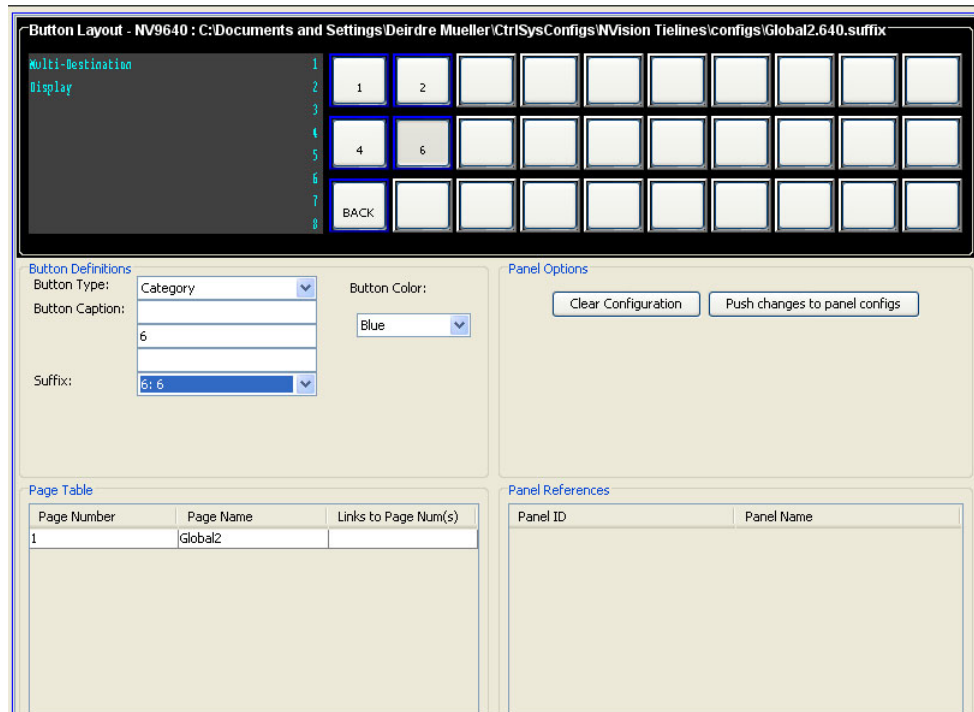 Button Layout - NV9640 : C:\Documents and Settings\Deirdre Mueller\CtrlSysConfigs\NVision Tielines\configs\Global2.640.suffix
Multi-Destination 1
Display 2
3
4
5
6
7
8
1 2
4 6
BACK
Button Definitions
Button Type: Category
Button Color:
Button Caption:
Blue
6
Suffix: 6: 6
Panel Options
Clear Configuration Push changes to panel configs
Page Table
Page Number Page Name Links to Page Num(s)
1 Global2
Panel References
Panel ID Panel Name